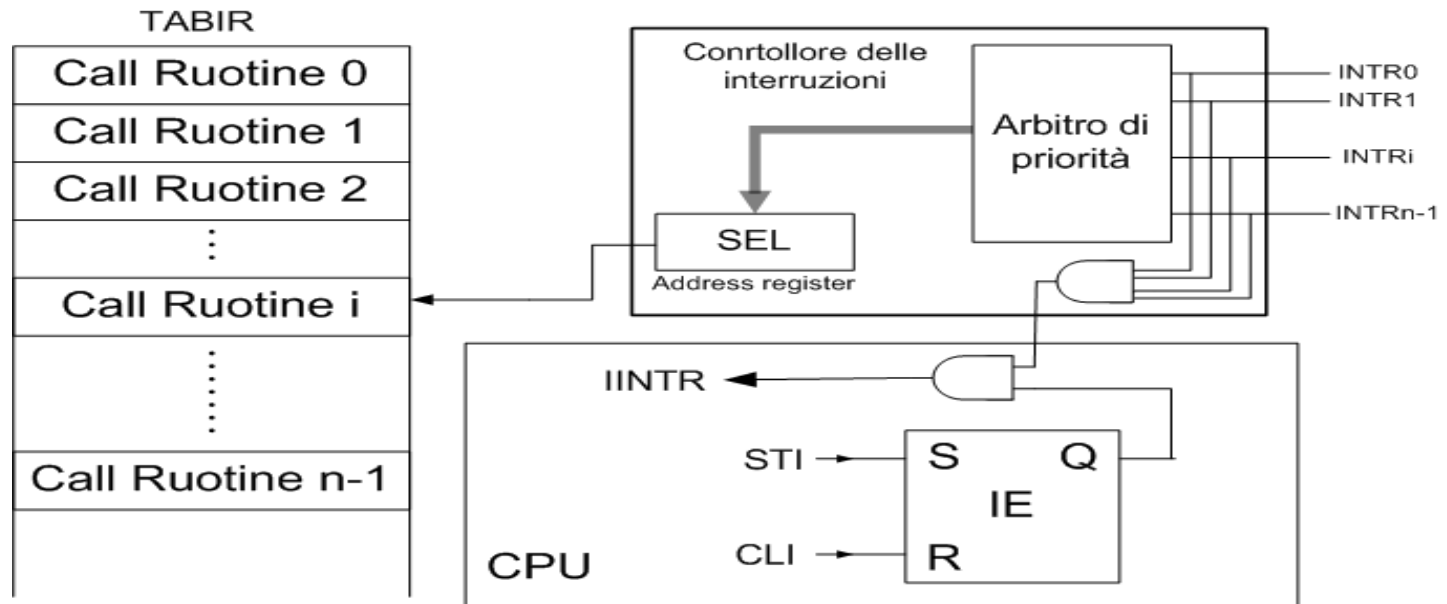 TABIR
Call Ruotine 0
Call Ruotine 1
Call Ruotine 2
Call Ruotine i
Call Ruotine n-1
Conrtollore delle
interruzioni
Arbitro di
priorità
SEL
Address register
INTR0
INTR1
INTRi
INTRn-1
IINTR
STI
CLI
S
Q
IE
R
CPU